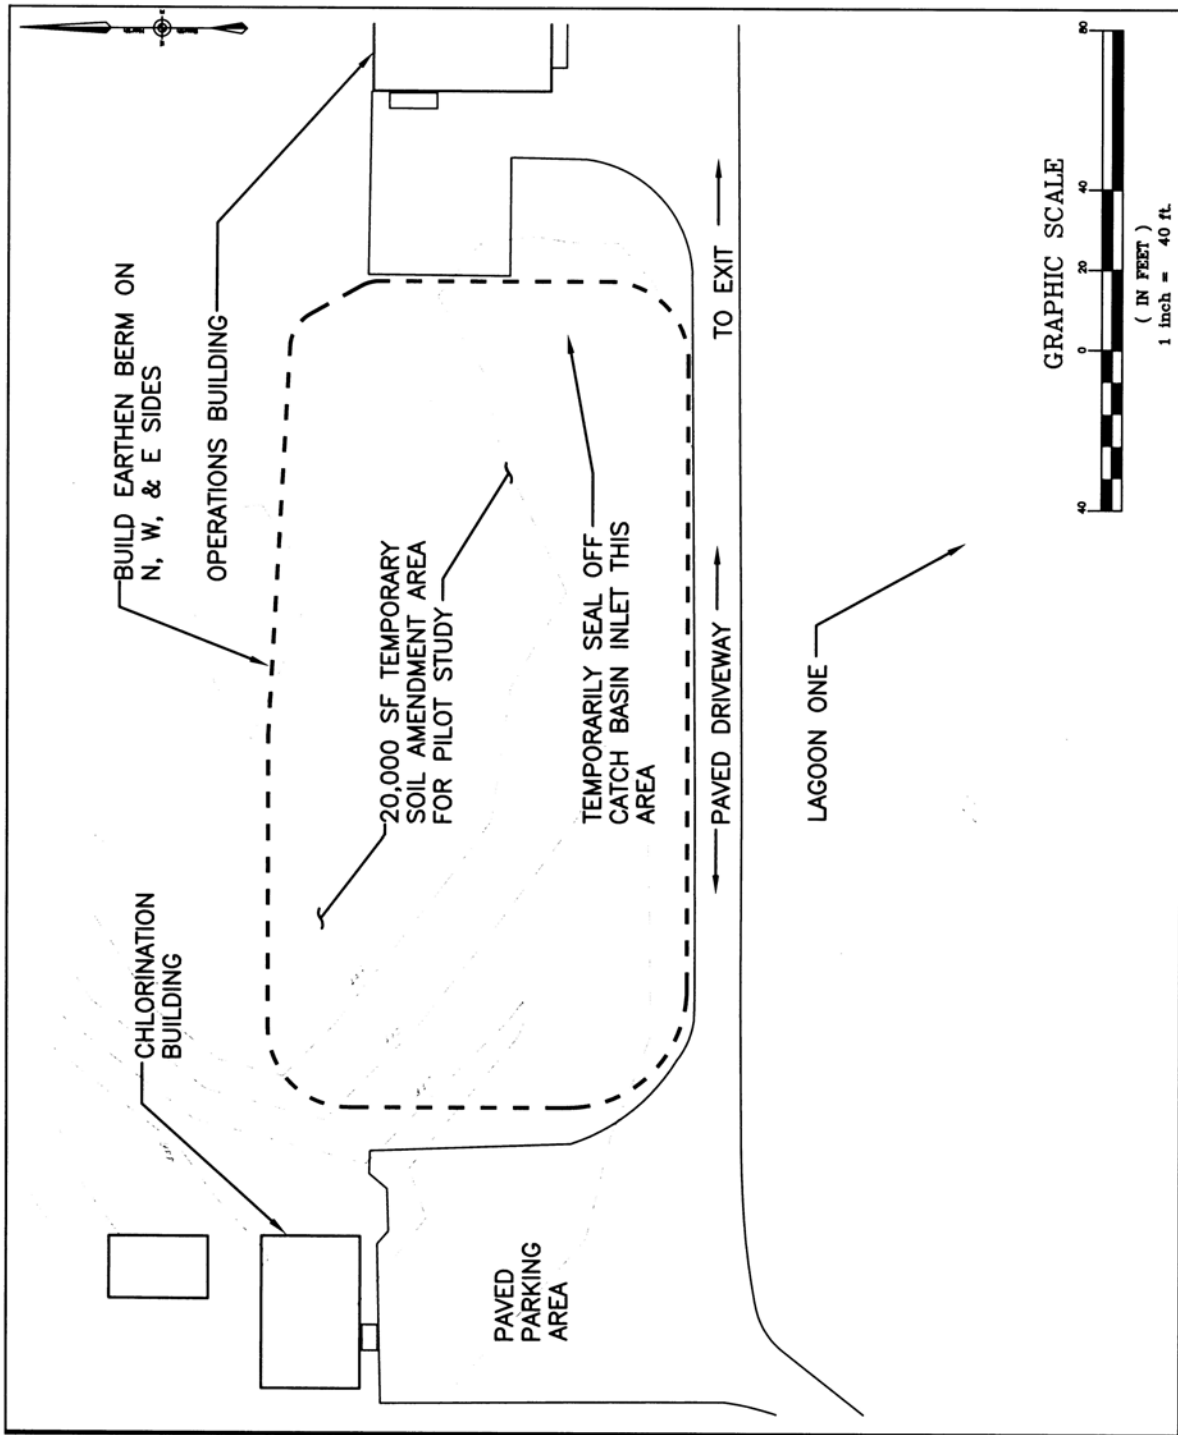 North
South
BUILD EARTHEN BERM ON
N, W, & E SIDES
OPERATIONS BUILDING
CHLORINATION
BUILDING
20,000 SF TEMPORARY
SOIL AMENDMENT AREA
FOR PILOT STUDY
TEMPORARILY SEAL OFF
CATCH BASIN INLET THIS
AREA
PAVED
PARKING
AREA
PAVED DRIVEWAY
TO EXIT
LAGOON ONE
GRAPHIC SCALE
40
0
20
40
80
( IN FEET )
1 inch = 40 ft.